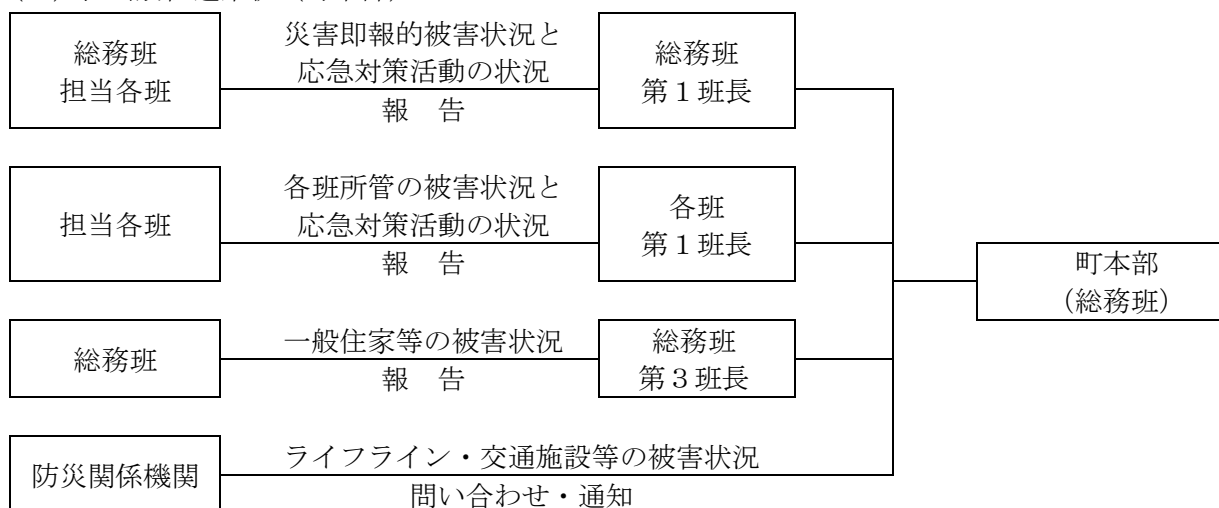 総務班
担当各班
災害即報的被害状況と
応急対策活動の状況
報　告
総務班
第１班長
担当各班
各班所管の被害状況と
応急対策活動の状況
報　告
各班
第１班長
町本部
（総務班）
総務班
一般住家等の被害状況
報　告
総務班
第３班長
防災関係機関
ライフライン・交通施設等の被害状況
問い合わせ・通知